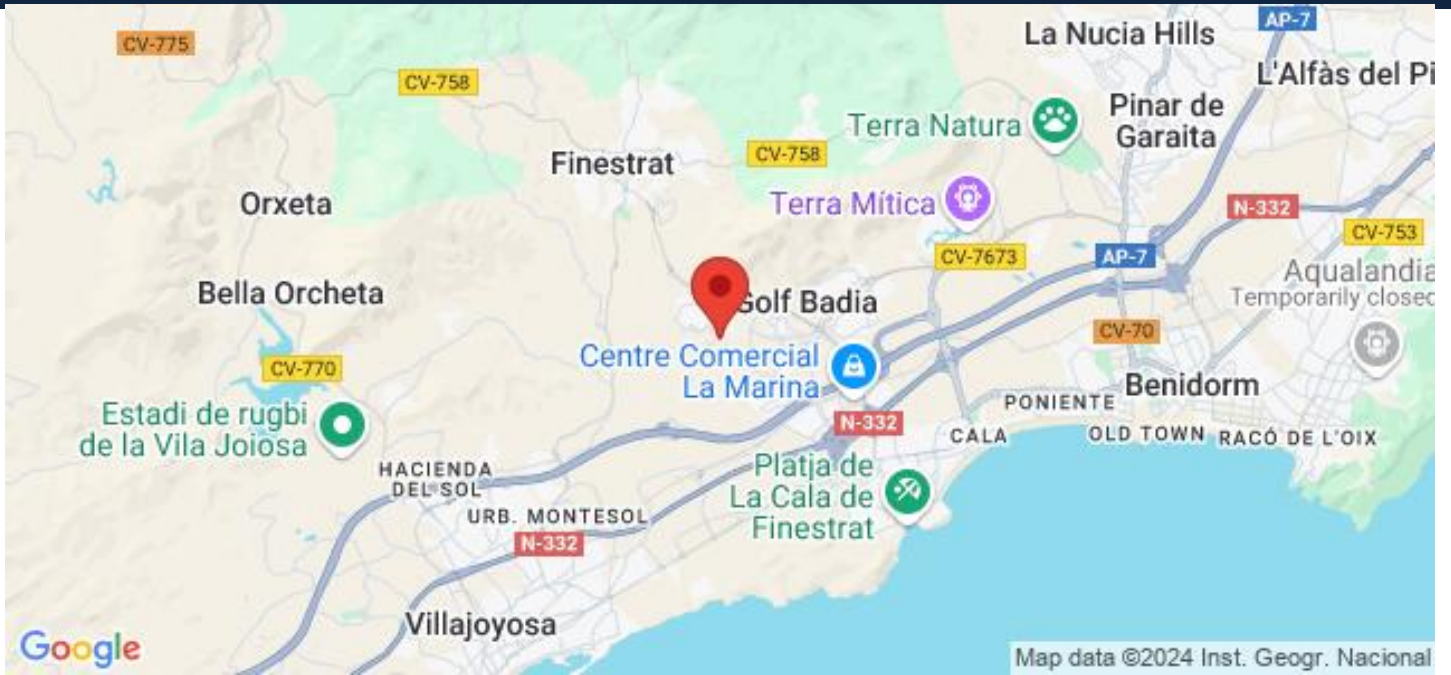 CV-775
CV-758
La Nucia Hills
AP-7
L'Alfàs del Pi
Terra Natura
Pinar de
Garaita
Finestrat
CV-758
Orxeta
Terra Mítica
N-332
CV-753
CV-7673
AP-7
Aqualandia
Temporarily closed
Bella Orcheta
Golf Badia
CV-70
Centre Comercial
La Marina
CV-770
Benidorm
PONIENTE
Estadi de rugbi
de la Vila Joiosa
N-332
CALA
OLD TOWN
RACÓ DE L'OIX
HACIENDA
DEL SOL
Platja de
La Cala de
Finestrat
URB. MONTESOL
N-332
Villajoyosa
Google
Map data ©2024 Inst. Geogr. Nacional